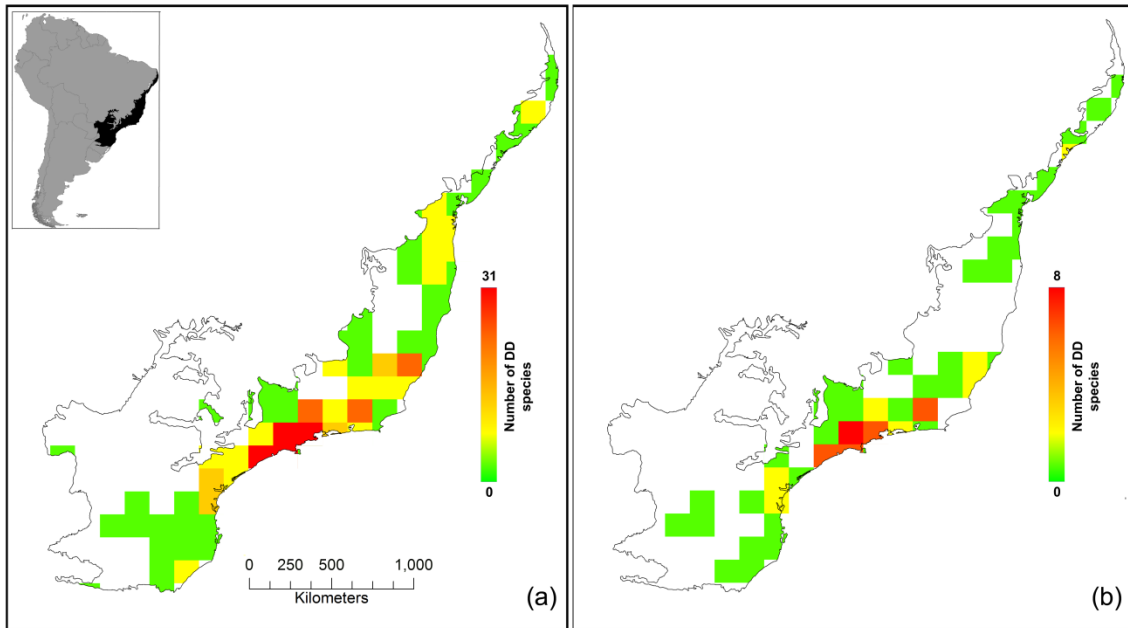 31
Number of DD
species
0
0 250 500 1,000
Kilometers
(a)
8
Number of DD
species
0
(b)